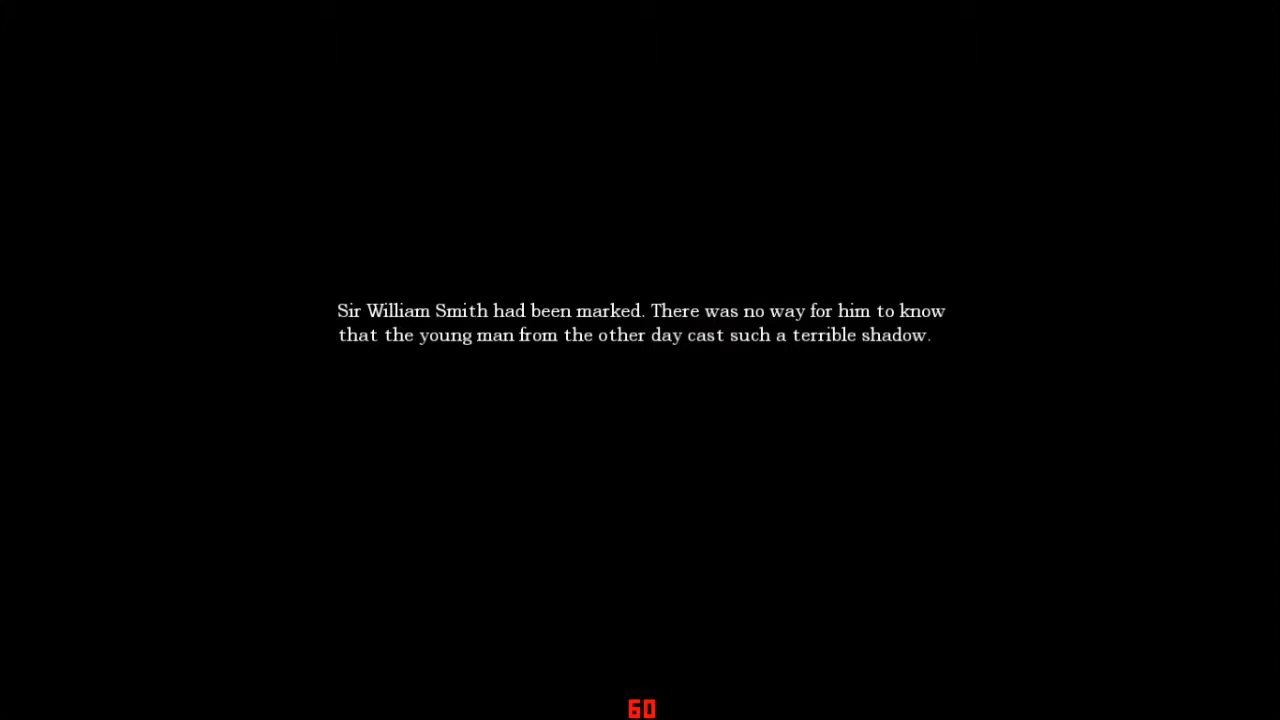 Sir William Smith had been marked. There was no way for him to know
that the young man from the other day cast such a terrible shadow.
60